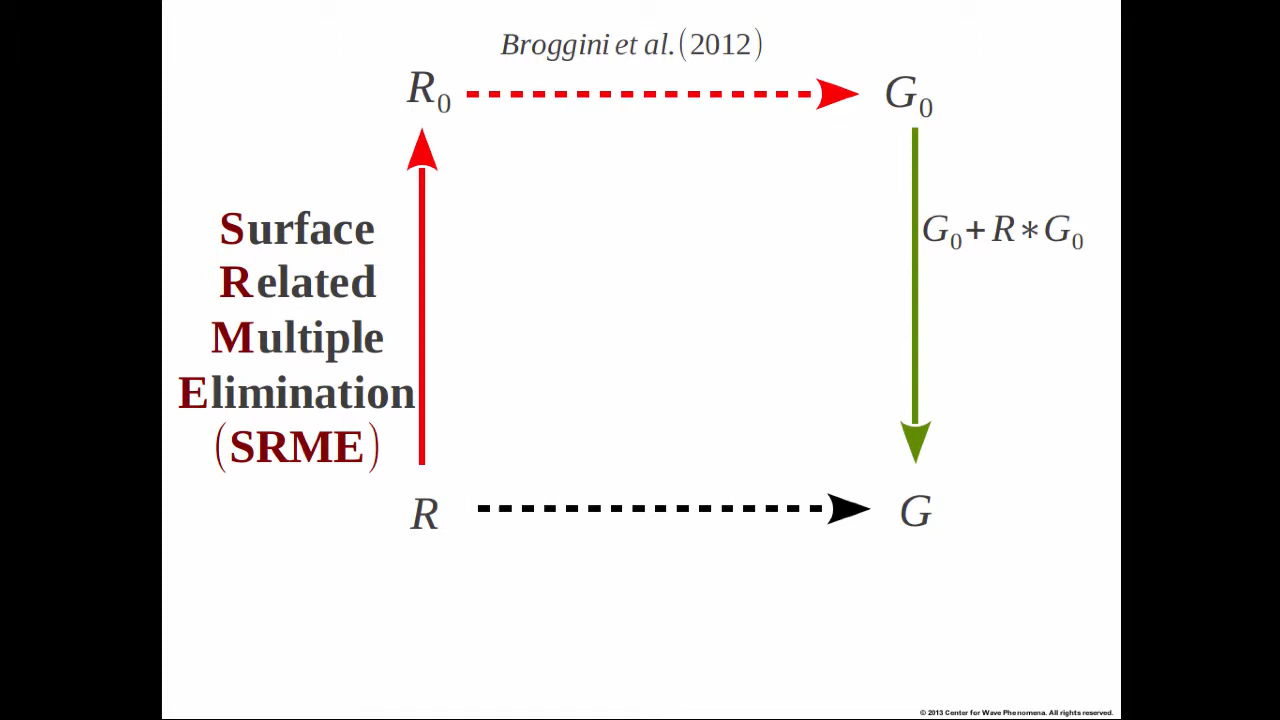 Broggini et al.(2012)
R₀
G₀
Surface
Related
Multiple
Elimination
(SRME)
G₀+R∗G₀
R
G
© 2013 Center for Wave Phenomena. All rights reserved.